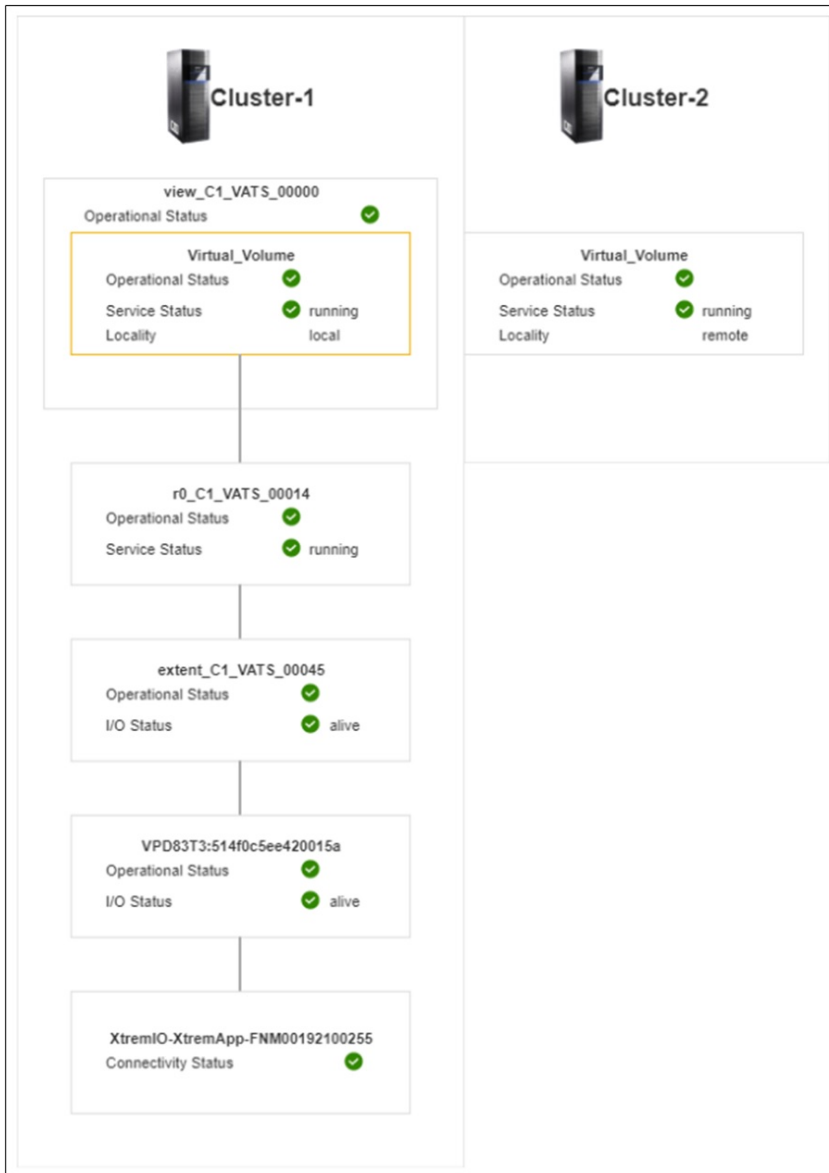 Cluster-1
view_C1_VATS_00000
Operational Status
Virtual_Volume
Operational Status
Service Status running
Locality local
r0_C1_VATS_00014
Operational Status
Service Status running
extent_C1_VATS_00045
Operational Status
I/O Status alive
VPD83T3:514f0c5ee420015a
Operational Status
I/O Status alive
XtremIO-XtremApp-FNM00192100255
Connectivity Status
Cluster-2
Virtual_Volume
Operational Status
Service Status running
Locality remote